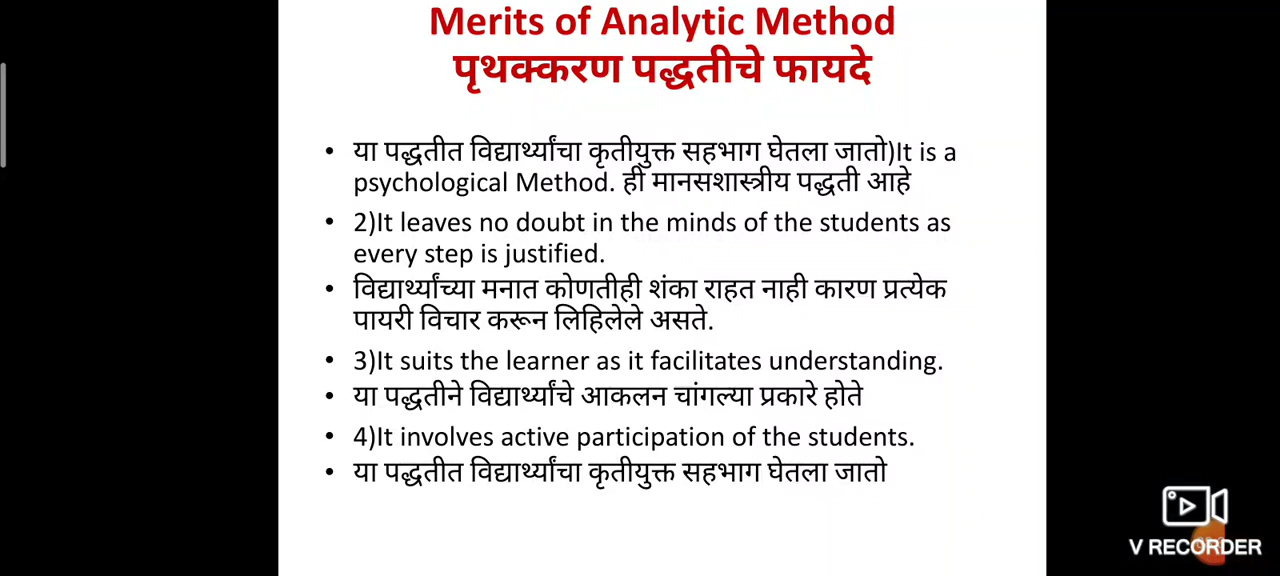 Merits of Analytic Method
पृथक्करण पद्धतीचे फायदे
• या पद्धतीत विद्यार्थ्यांचा कृतीयुक्त सहभाग घेतला जातो)It is a
psychological Method. ही मानसशास्त्रीय पद्धती आहे
• 2)It leaves no doubt in the minds of the students as
every step is justified.
• विद्यार्थ्यांच्या मनात कोणतीही शंका राहत नाही कारण प्रत्येक
पायरी विचार करून लिहिलेले असते.
• 3)It suits the learner as it facilitates understanding.
• या पद्धतीने विद्यार्थ्यांचे आकलन चांगल्या प्रकारे होते
• 4)It involves active participation of the students.
• या पद्धतीत विद्यार्थ्यांचा कृतीयुक्त सहभाग घेतला जातो
V RECORDER